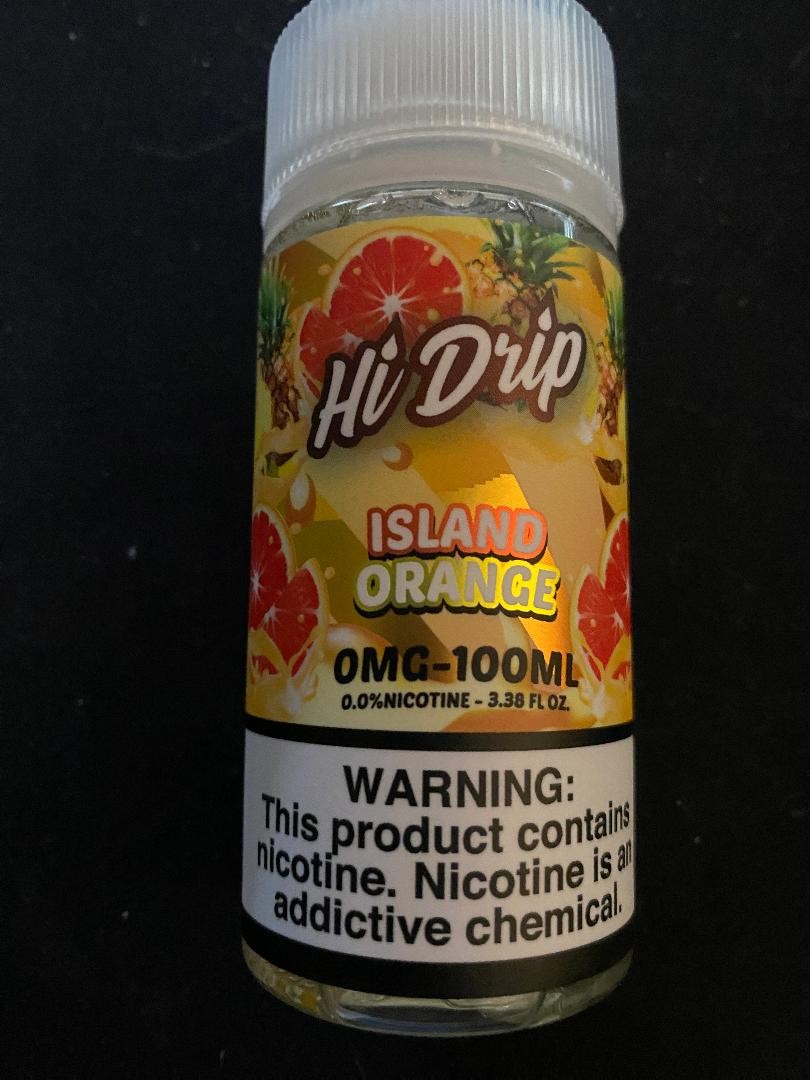 Hi Drip
ISLAND
ORANGE
0MG-100ML
0.0%NICOTINE - 3.38 FL OZ.
WARNING:
This product contains
nicotine. Nicotine is an
addictive chemical.